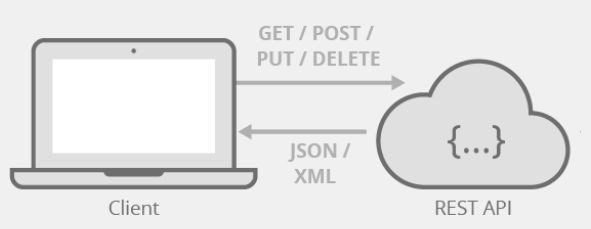 GET / POST /
PUT / DELETE
{...}
JSON /
XML
Client
REST API